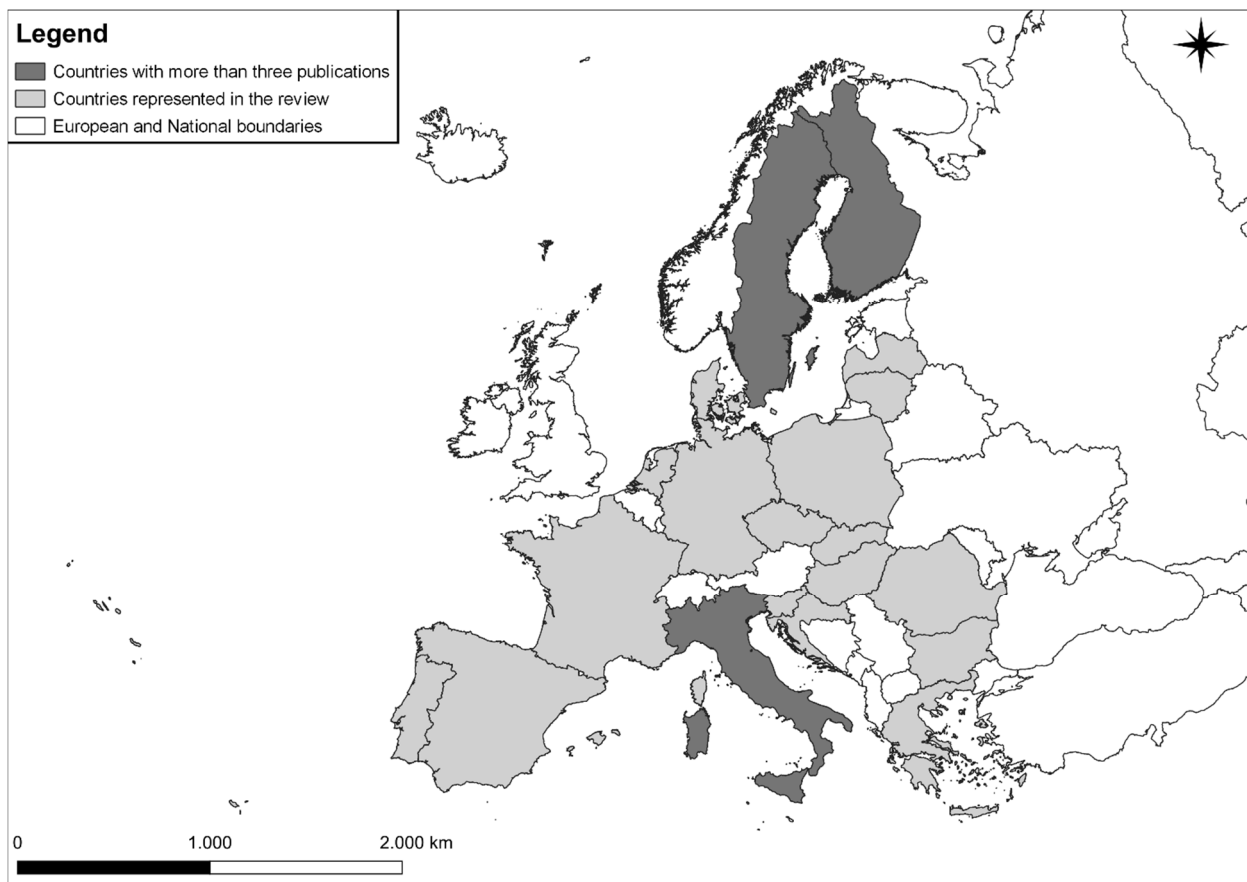 Legend
Countries with more than three publications
Countries represented in the review
European and National boundaries
0 1.000 2.000 km